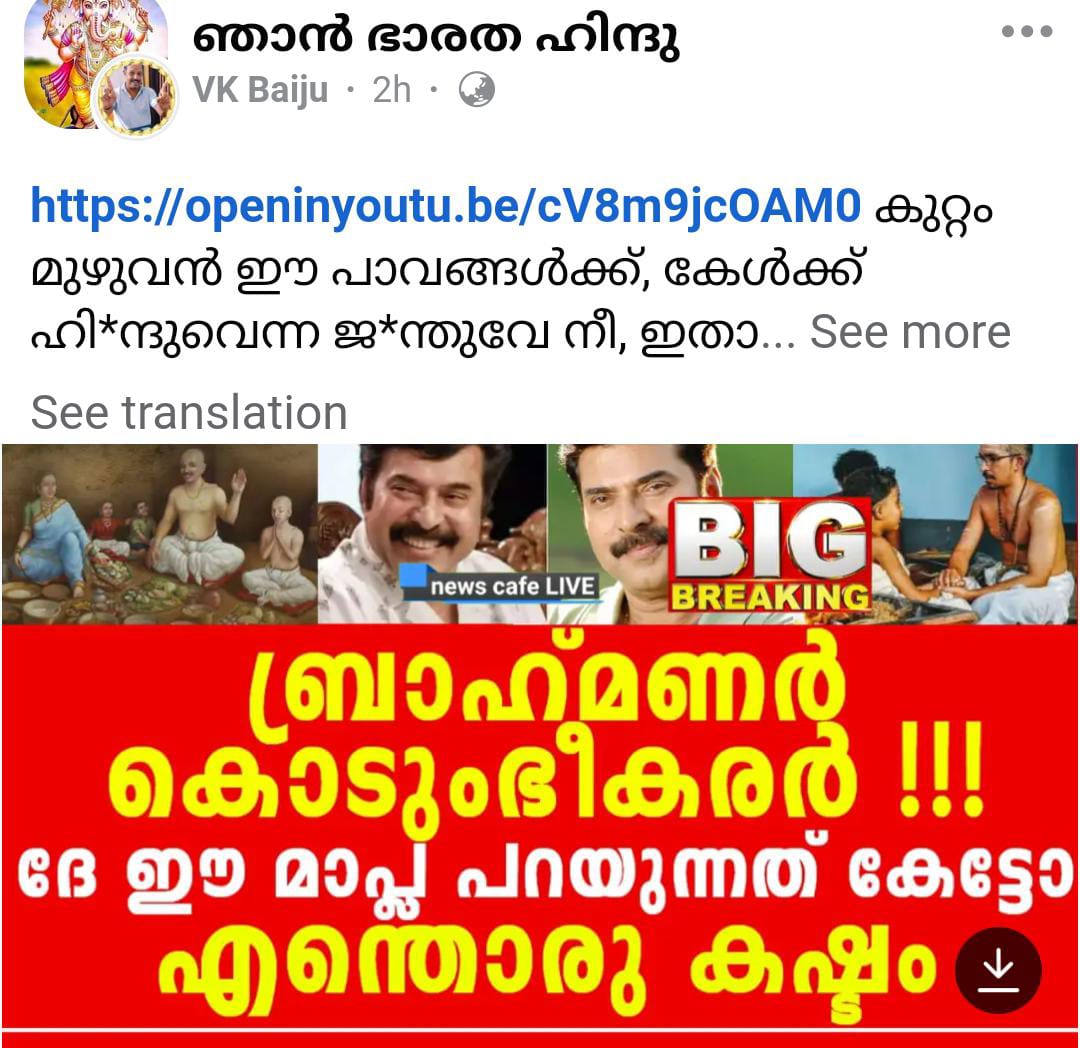 ഞാൻ ഭാരത ഹിന്ദു
VK Baiju · 2h ·
https://openinyoutu.be/cV8m9jcOAM0 കുറ്റം
മുഴുവൻ ഈ പാവങ്ങൾക്ക്, കേൾക്ക്
ഹി*ന്ദുവെന്ന ജ*ന്തുവേ നീ, ഇതാ... See more
See translation
news cafe LIVE
BIG
BREAKING
ബ്രാഹ്മണർ
കൊടുംഭീകരർ !!!
ദേ ഈ മാപ്ല പറയുന്നത് കേട്ടോ
എന്തൊരു കഷ്ടം